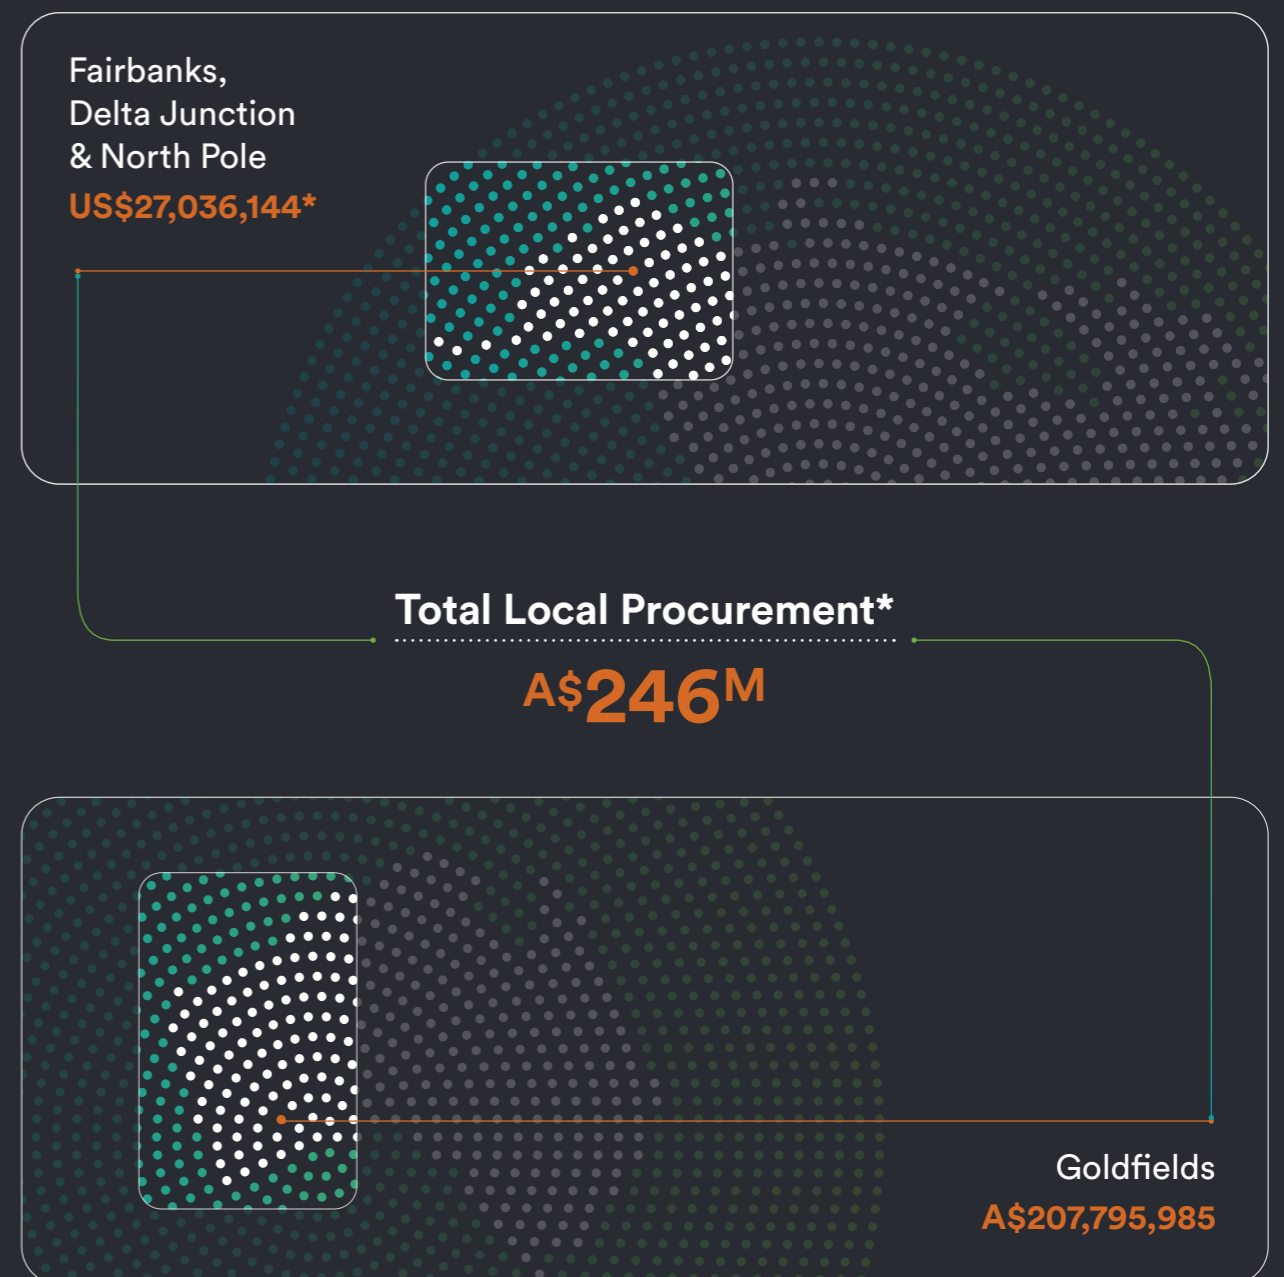 Fairbanks,
Delta Junction
& North Pole
US$27,036,144*
Total Local Procurement*
A$246M
Goldfields
A$207,795,985